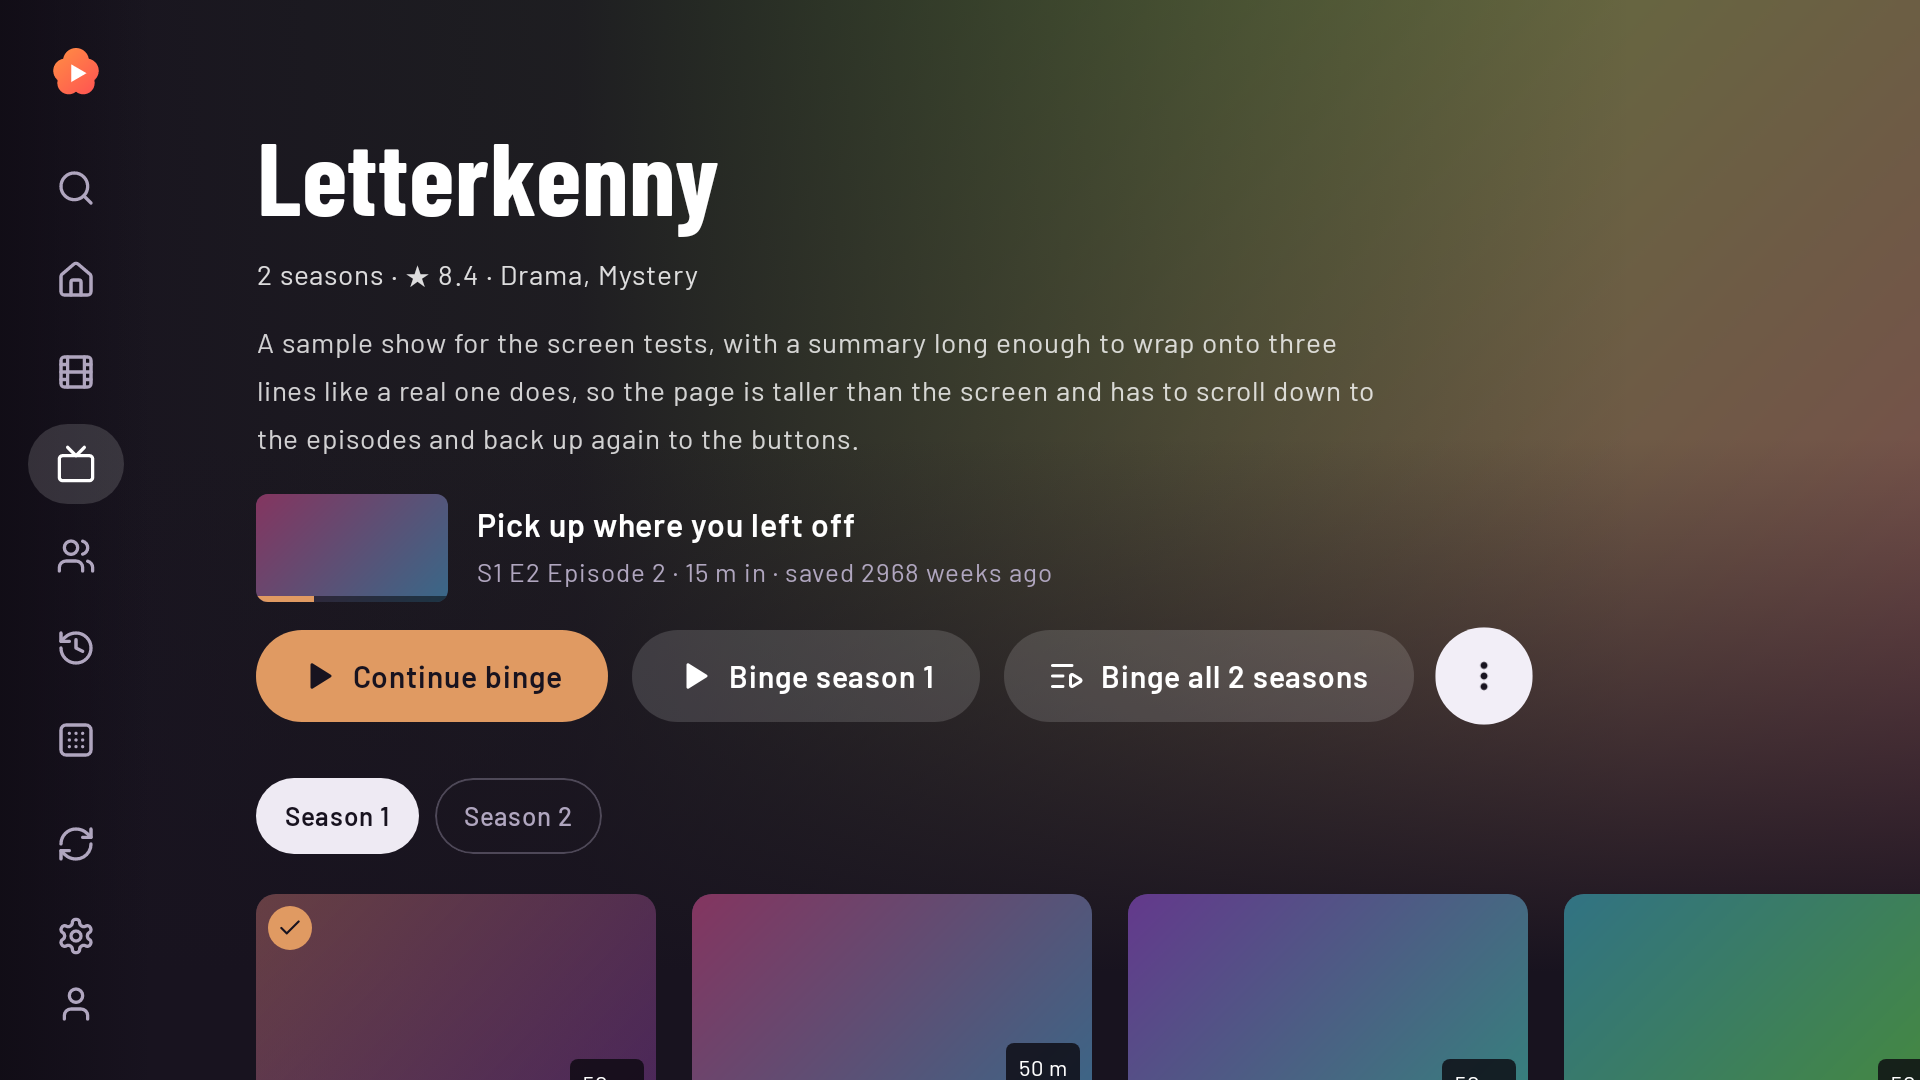 Letterkenny
2 seasons · ★ 8.4 · Drama, Mystery
A sample show for the screen tests, with a summary long enough to wrap onto three
lines like a real one does, so the page is taller than the screen and has to scroll down to
the episodes and back up again to the buttons.
Pick up where you left off
S1 E2 Episode 2 · 15 m in · saved 2968 weeks ago
Continue binge
Binge season 1
Binge all 2 seasons
Season 1
Season 2
50 m